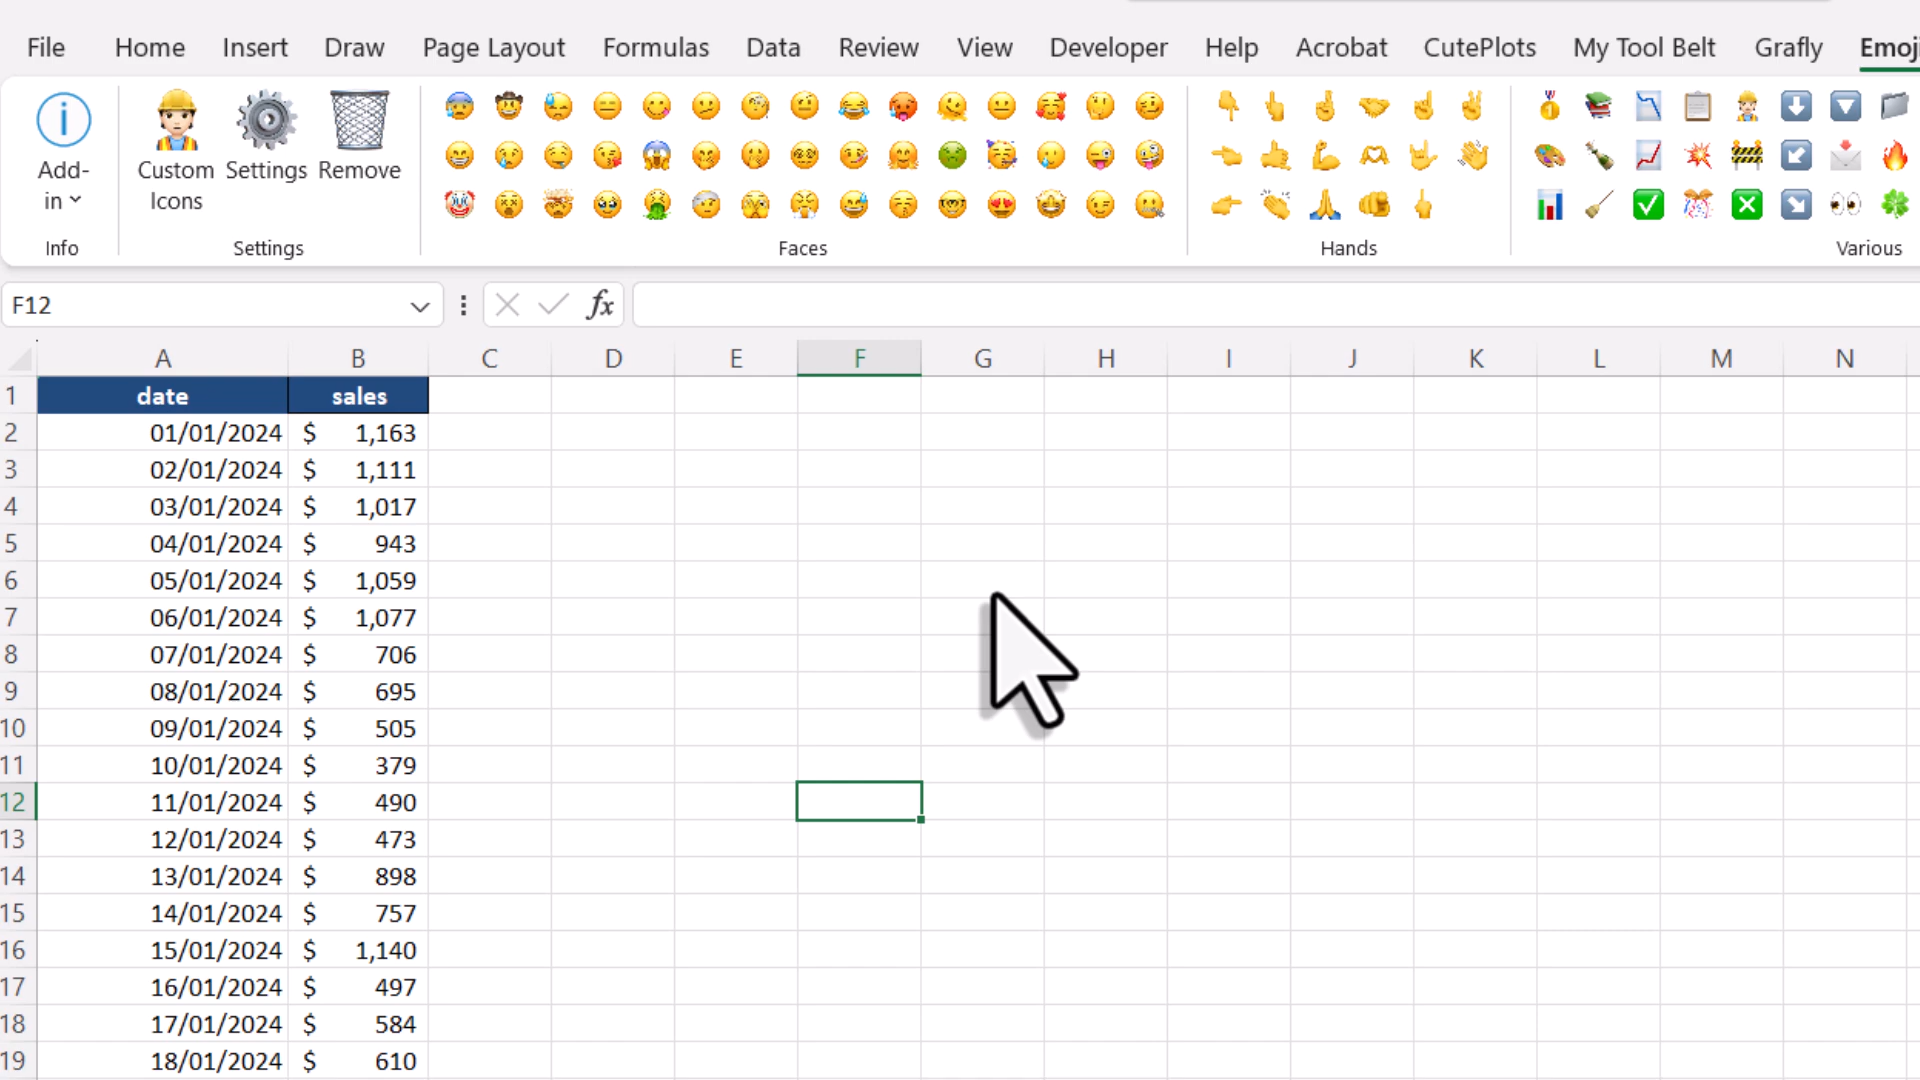 File Home Insert Draw Page Layout Formulas Data Review View Developer Help Acrobat CutePlots My Tool Belt Grafly Emoji
Add-
in
Custom
Icons
Settings
Remove
Info
Settings
Faces
Hands
Various
F12
fx
A B C D E F G H I J K L M N
1 date sales
2 01/01/2024 $ 1,163
3 02/01/2024 $ 1,111
4 03/01/2024 $ 1,017
5 04/01/2024 $ 943
6 05/01/2024 $ 1,059
7 06/01/2024 $ 1,077
8 07/01/2024 $ 706
9 08/01/2024 $ 695
10 09/01/2024 $ 505
11 10/01/2024 $ 379
12 11/01/2024 $ 490
13 12/01/2024 $ 473
14 13/01/2024 $ 898
15 14/01/2024 $ 757
16 15/01/2024 $ 1,140
17 16/01/2024 $ 497
18 17/01/2024 $ 584
19 18/01/2024 $ 610